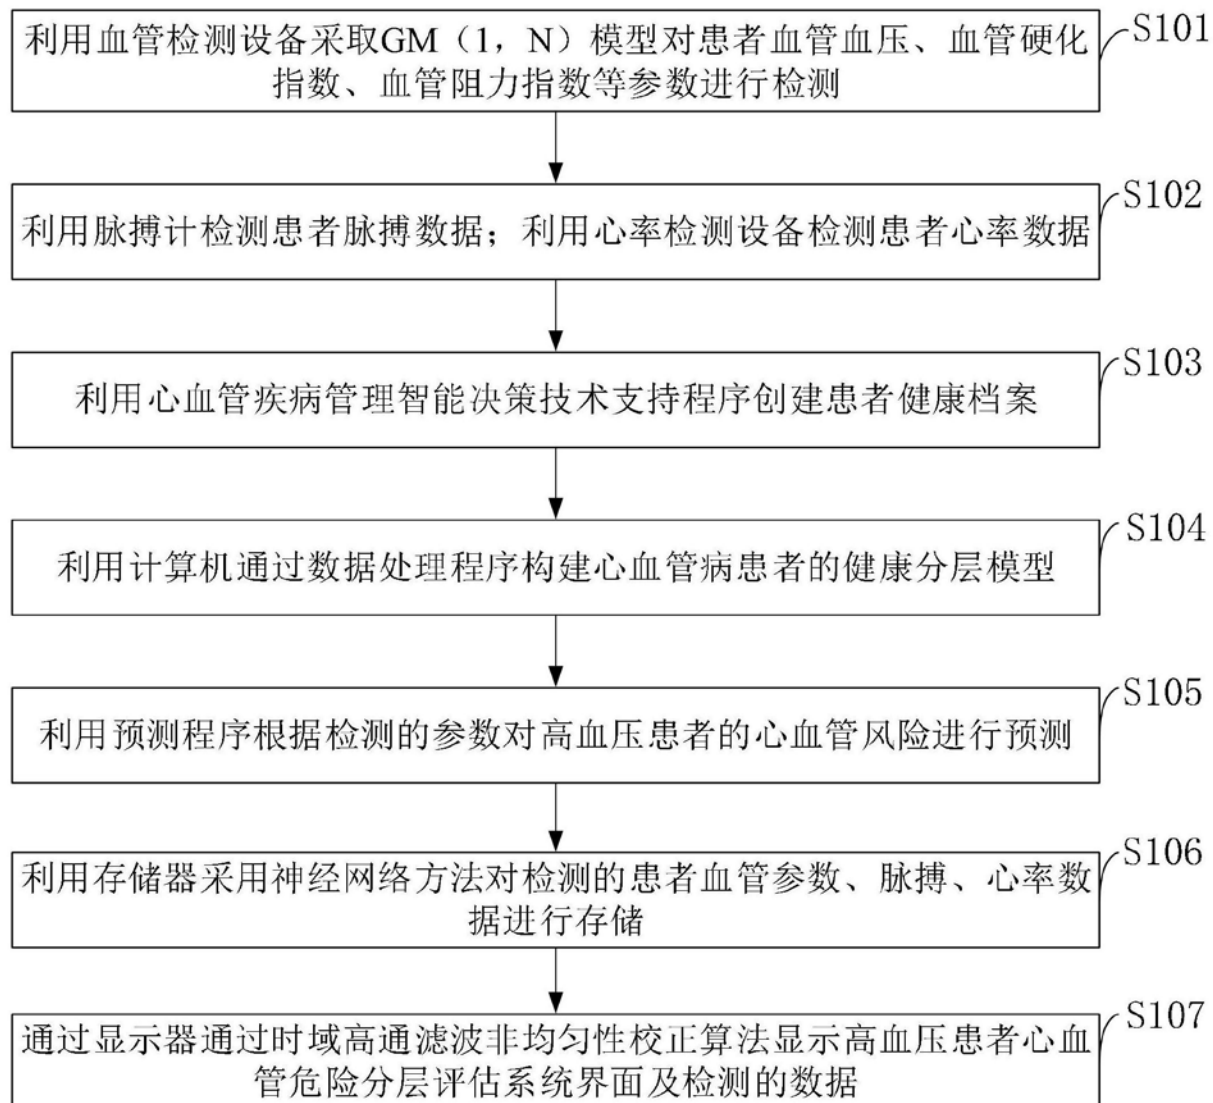 利用血管检测设备采取GM（1，N）模型对患者血管血压、血管硬化
指数、血管阻力指数等参数进行检测
S101
利用脉搏计检测患者脉搏数据；利用心率检测设备检测患者心率数据
S102
利用心血管疾病管理智能决策技术支持程序创建患者健康档案
S103
利用计算机通过数据处理程序构建心血管病患者的健康分层模型
S104
利用预测程序根据检测的参数对高血压患者的心血管风险进行预测
S105
利用存储器采用神经网络方法对检测的患者血管参数、脉搏、心率数
据进行存储
S106
通过显示器通过时域高通滤波非均匀性校正算法显示高血压患者心血
管危险分层评估系统界面及检测的数据
S107